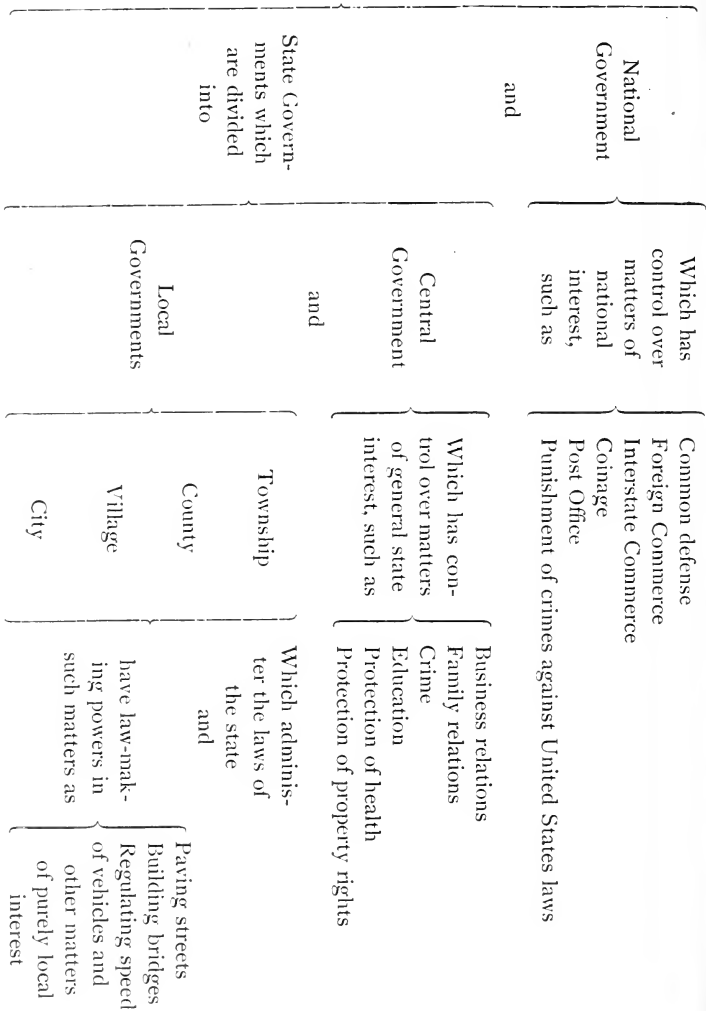 National
Government
and
State Govern-
ments which
are divided
into
Which has
control over
matters of
national
interest,
such as
Central
Government
and
Local
Governments
Common defense
Foreign Commerce
Interstate Commerce
Coinage
Post Office
Punishment of crimes against United States laws
Which has con-
trol over matters
of general state
interest, such as
Township
County
Village
City
Business relations
Family relations
Crime
Education
Protection of health
Protection of property rights
Which adminis-
ter the laws of
the state
and
have law-mak-
ing powers in
such matters as
Paving streets
Building bridges
Regulating speed
of vehicles and
other matters
of purely local
interest